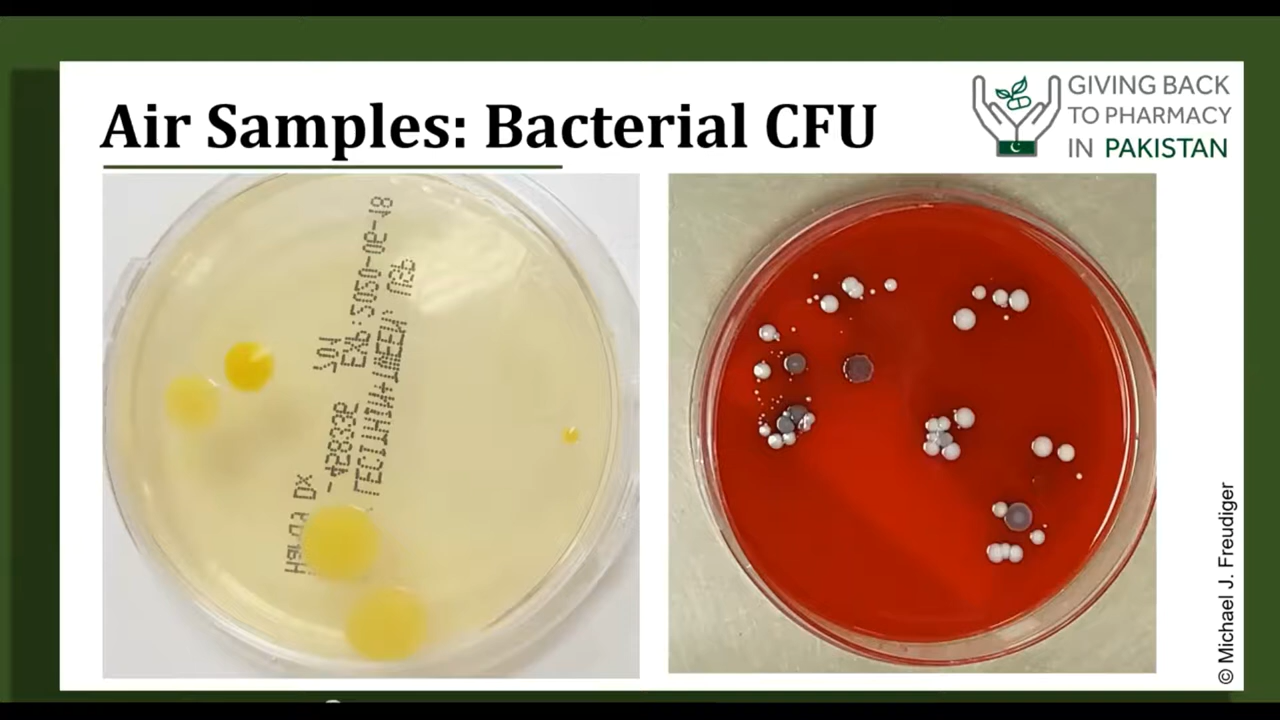 Air Samples: Bacterial CFU
GIVING BACK
TO PHARMACY
IN PAKISTAN
© Michael J. Freudiger